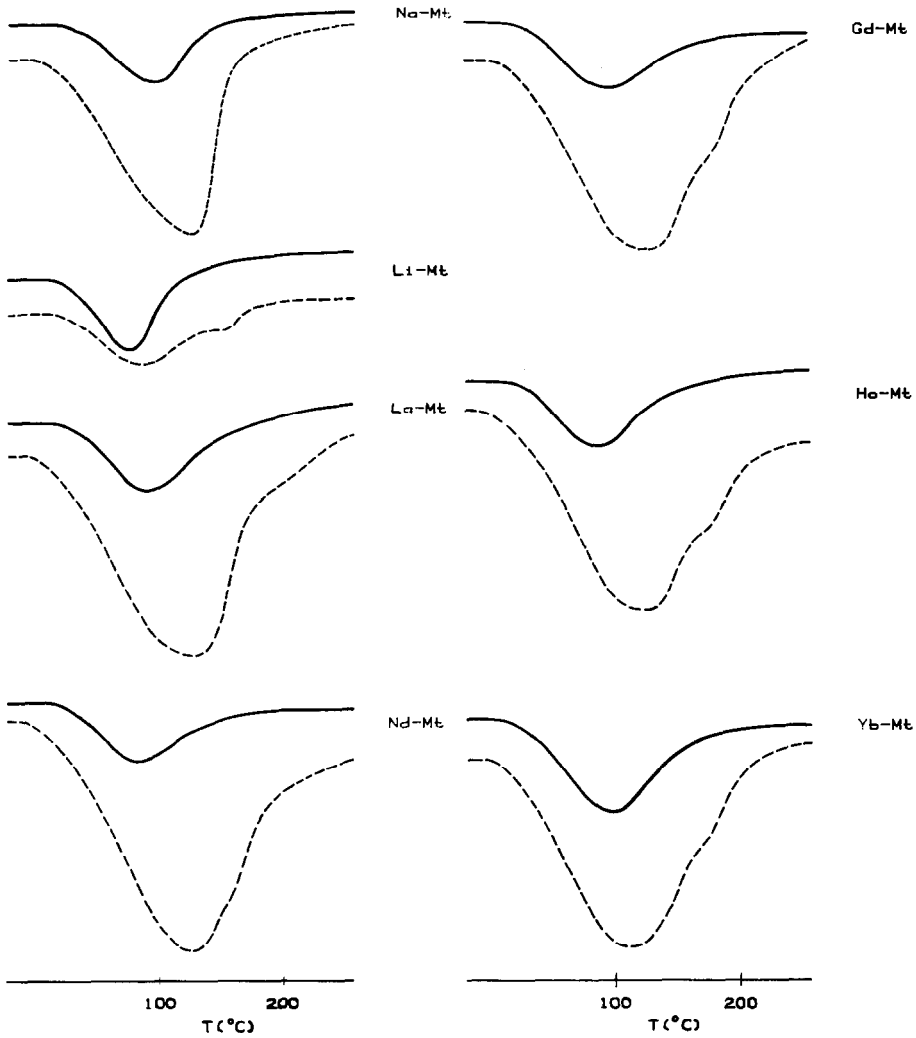 Na-Mt
Gd-Mt
Li-Mt
La-Mt
Ho-Mt
Nd-Mt
Yb-Mt
100
200
T(°C)
100
200
T(°C)